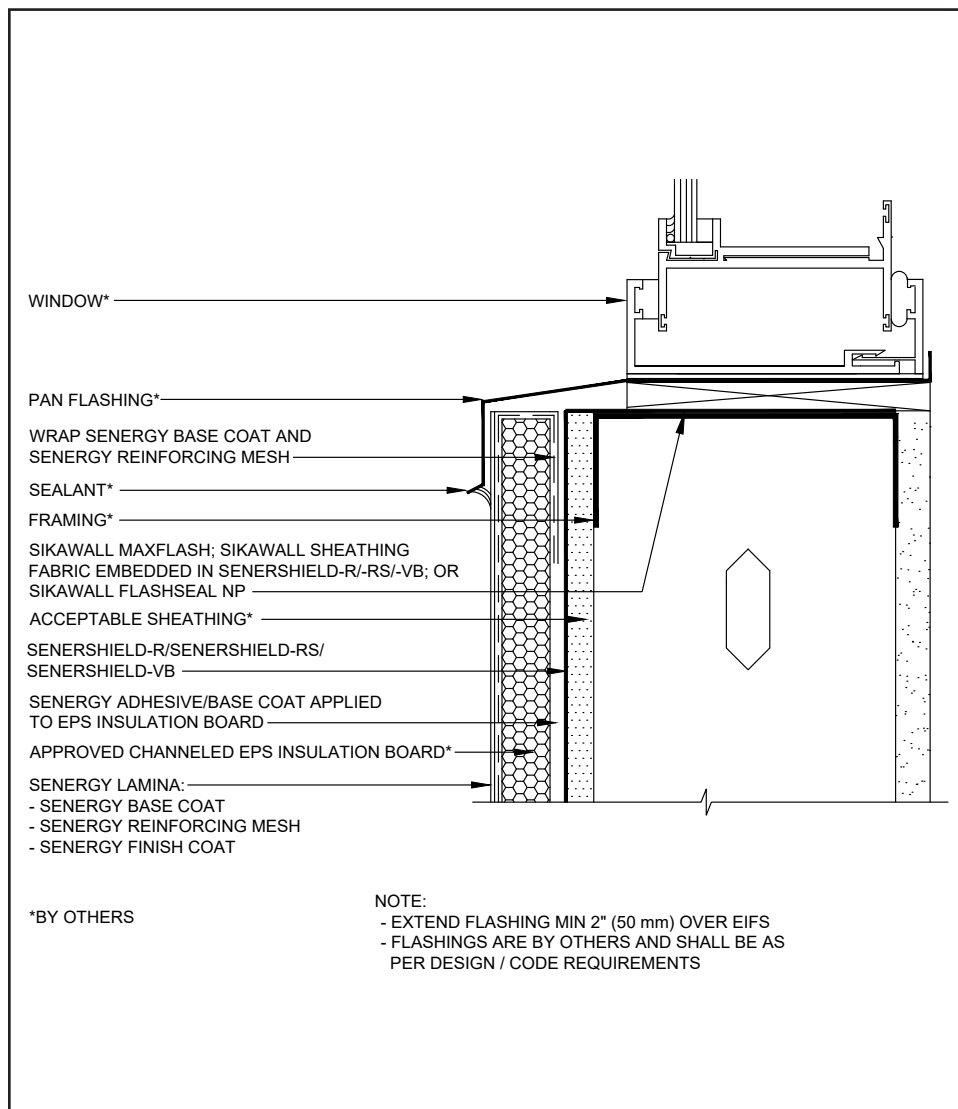 WINDOW*
PAN FLASHING*
WRAP SENERGY BASE COAT AND
SENERGY REINFORCING MESH
SEALANT*
FRAMING*
SIKAWALL MAXFLASH; SIKAWALL SHEATHING
FABRIC EMBEDDED IN SENERSHIELD-R/-RS/-VB; OR
SIKAWALL FLASHSEAL NP
ACCEPTABLE SHEATHING*
SENERSHIELD-R/SENERSHIELD-RS/
SENERSHIELD-VB
SENERGY ADHESIVE/BASE COAT APPLIED
TO EPS INSULATION BOARD
APPROVED CHANNELED EPS INSULATION BOARD*
SENERGY LAMINA:
- SENERGY BASE COAT
- SENERGY REINFORCING MESH
- SENERGY FINISH COAT
*BY OTHERS
NOTE:
- EXTEND FLASHING MIN 2" (50 mm) OVER EIFS
- FLASHINGS ARE BY OTHERS AND SHALL BE AS
PER DESIGN / CODE REQUIREMENTS